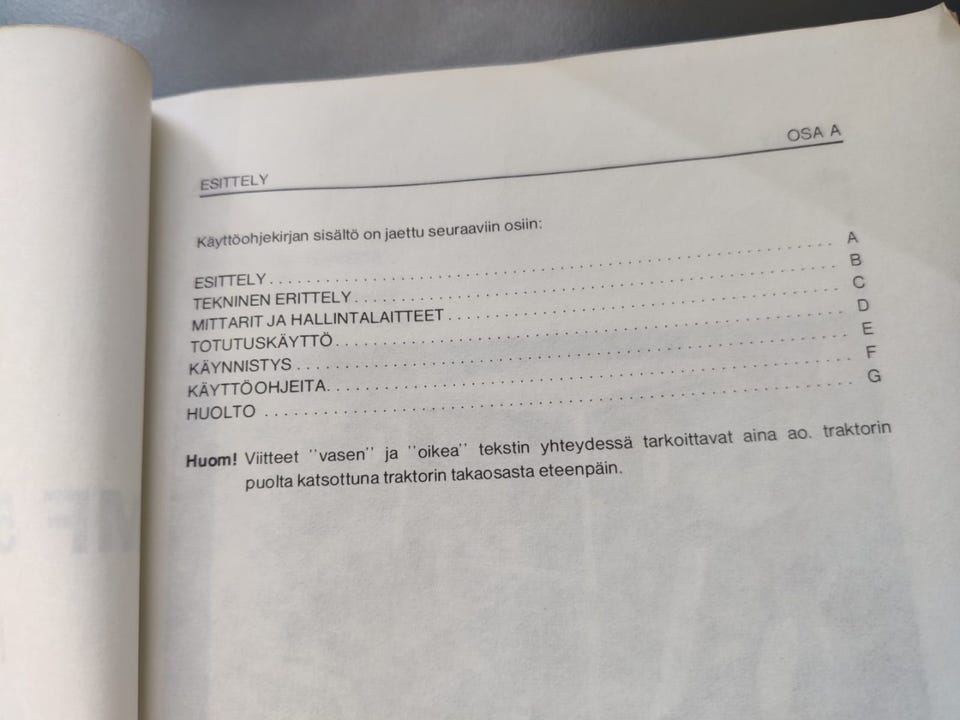 ESITTELY OSA A
Käyttöohjekirjan sisältö on jaettu seuraaviin osiin:
ESITTELY. . . . . . . . . . . . . . . . . . . . . . . . . . . . . . . . . . . . . . . . A
TEKNINEN ERITTELY. . . . . . . . . . . . . . . . . . . . . . . . . . . . . . . . B
MITTARIT JA HALLINTALAITTEET . . . . . . . . . . . . . . . . . . . . . . . . C
TOTUTUSKÄYTTÖ. . . . . . . . . . . . . . . . . . . . . . . . . . . . . . . . . . D
KÄYNNISTYS . . . . . . . . . . . . . . . . . . . . . . . . . . . . . . . . . . . . . E
KÄYTTÖOHJEITA. . . . . . . . . . . . . . . . . . . . . . . . . . . . . . . . . . . F
HUOLTO . . . . . . . . . . . . . . . . . . . . . . . . . . . . . . . . . . . . . . . . G
Huom! Viitteet ''vasen'' ja ''oikea'' tekstin yhteydessä tarkoittavat aina ao. traktorin
puolta katsottuna traktorin takaosasta eteenpäin.